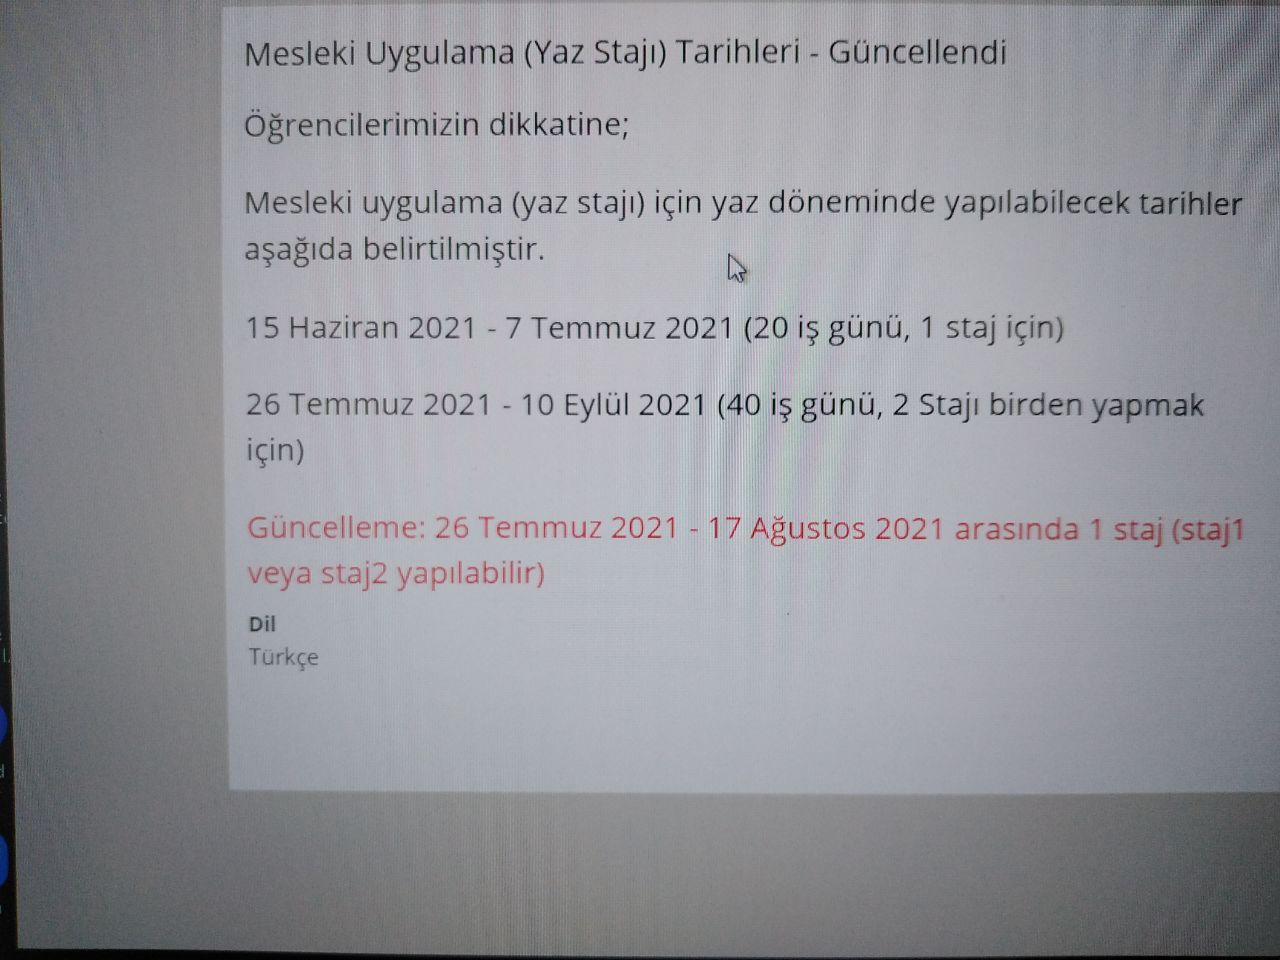 Mesleki Uygulama (Yaz Stajı) Tarihleri - Güncellendi
Öğrencilerimizin dikkatine;
Mesleki uygulama (yaz stajı) için yaz döneminde yapılabilecek tarihler
aşağıda belirtilmiştir.
15 Haziran 2021 - 7 Temmuz 2021 (20 iş günü, 1 staj için)
26 Temmuz 2021 - 10 Eylül 2021 (40 iş günü, 2 Stajı birden yapmak
için)
Güncelleme: 26 Temmuz 2021 - 17 Ağustos 2021 arasında 1 staj (staj1
veya staj2 yapılabilir)
Dil
Türkçe